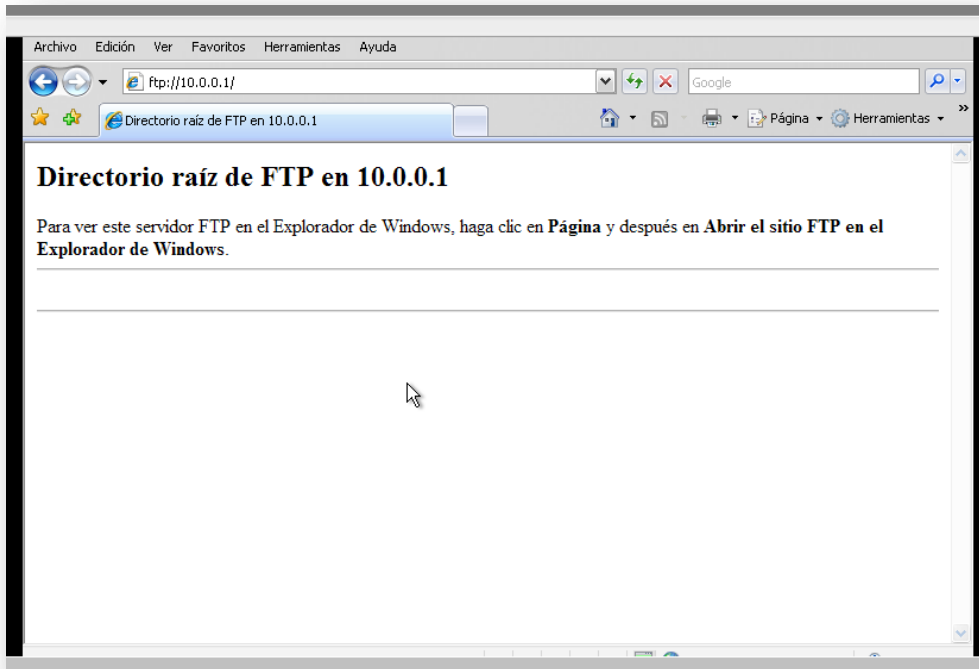 Archivo Edición Ver Favoritos Herramientas Ayuda
ftp://10.0.0.1/ Google
Directorio raíz de FTP en 10.0.0.1 Página Herramientas »
Directorio raíz de FTP en 10.0.0.1
Para ver este servidor FTP en el Explorador de Windows, haga clic en Página y después en Abrir el sitio FTP en el
Explorador de Windows.